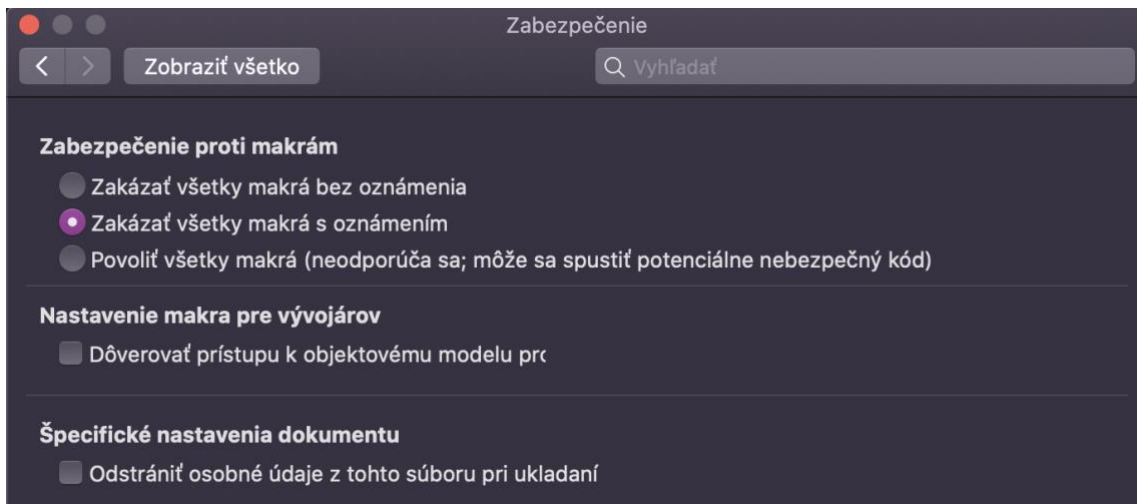 Zabezpečenie
Zobraziť všetko
Vyhľadať
Zabezpečenie proti makrám
Zakázať všetky makrá bez oznámenia
Zakázať všetky makrá s oznámením
Povoliť všetky makrá (neodporúča sa; môže sa spustiť potenciálne nebezpečný kód)
Nastavenie makra pre vývojárov
Dôverovať prístupu k objektovému modelu pro
Špecifické nastavenia dokumentu
Odstrániť osobné údaje z tohto súboru pri ukladaní